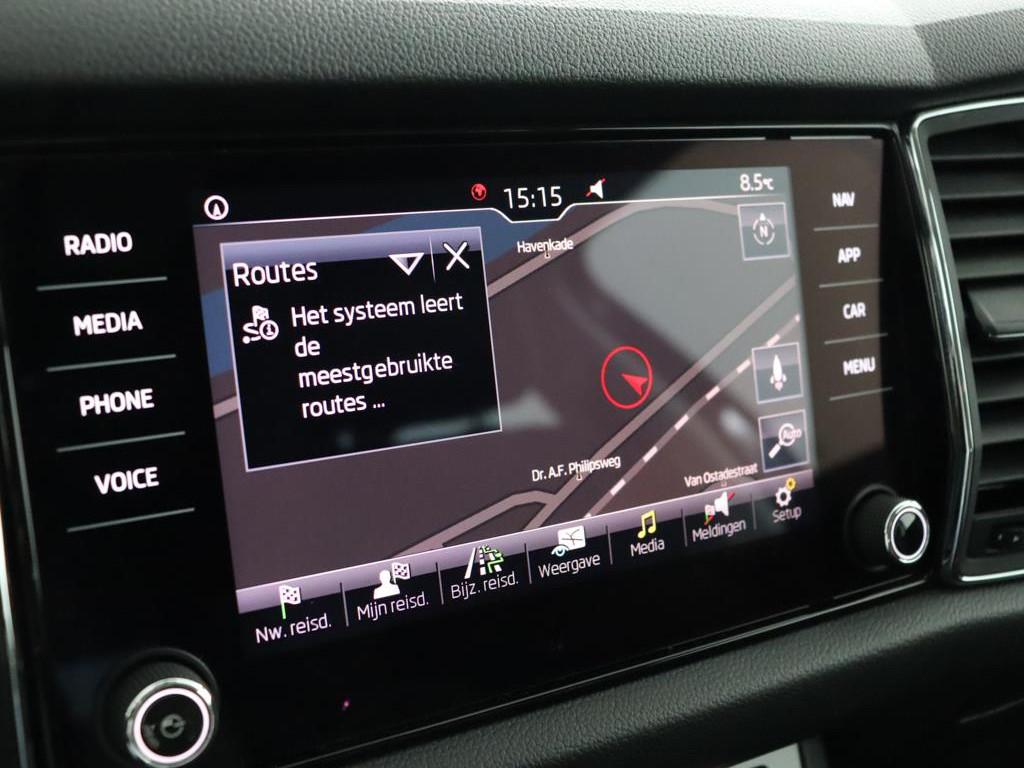 15:15
8.5°C
RADIO
MEDIA
PHONE
VOICE
Routes
Het systeem leert
de
meestgebruikte
routes ...
Havenkade
N
Auto
Dr. A.F. Philipsweg
Van Ostadestraat
Nw. reisd.
Mijn reisd.
Bijz. reisd.
Weergave
Media
Meldingen
Setup
NAV
APP
CAR
MENU